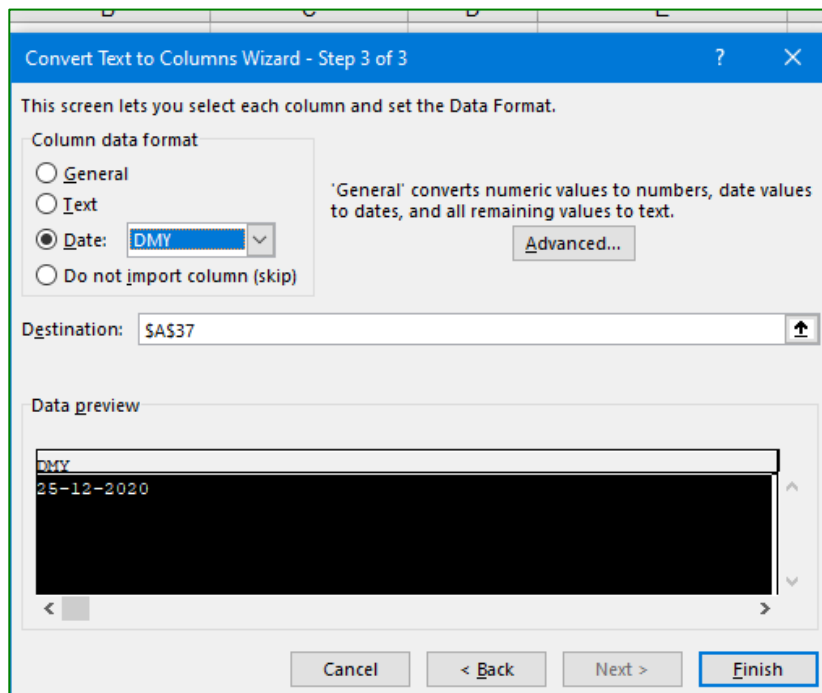 Convert Text to Columns Wizard - Step 3 of 3
?
This screen lets you select each column and set the Data Format.
Column data format
General
Text
Date: DMY
Do not import column (skip)
'General' converts numeric values to numbers, date values
to dates, and all remaining values to text.
Advanced...
Destination: $A$37
Data preview
DMY
25-12-2020
Cancel
< Back
Next >
Finish